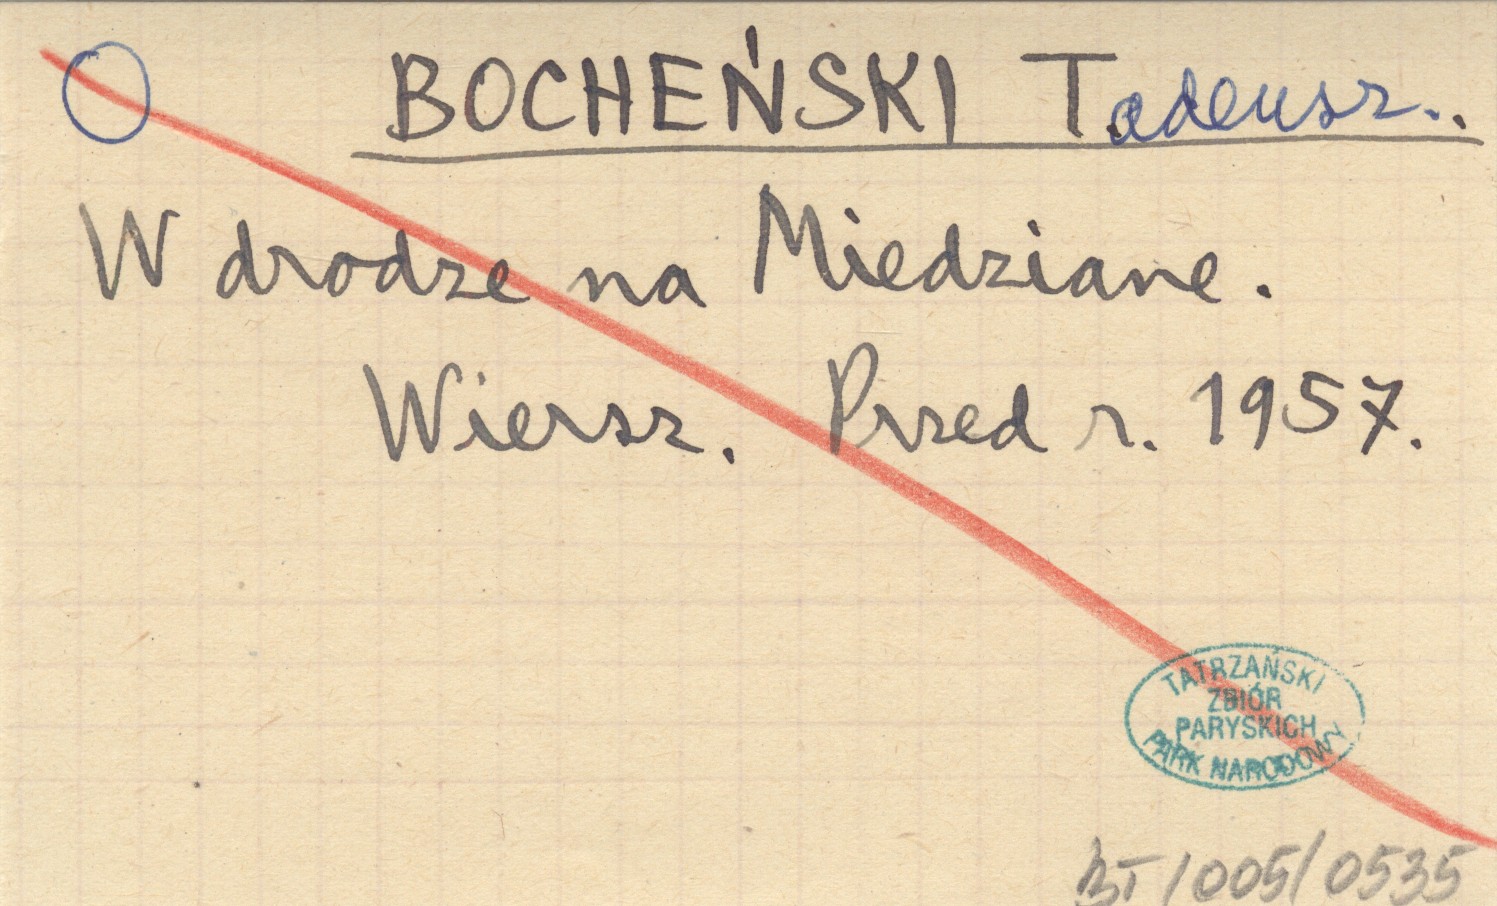 BOCHEŃSKI Tadeusz..
W drodze na Miedziane.
Wiersz. Przed r. 1957.
TATRZAŃSKI
ZBIÓR
PARYSKICH
PARK NARODOWY
BT/005/0535